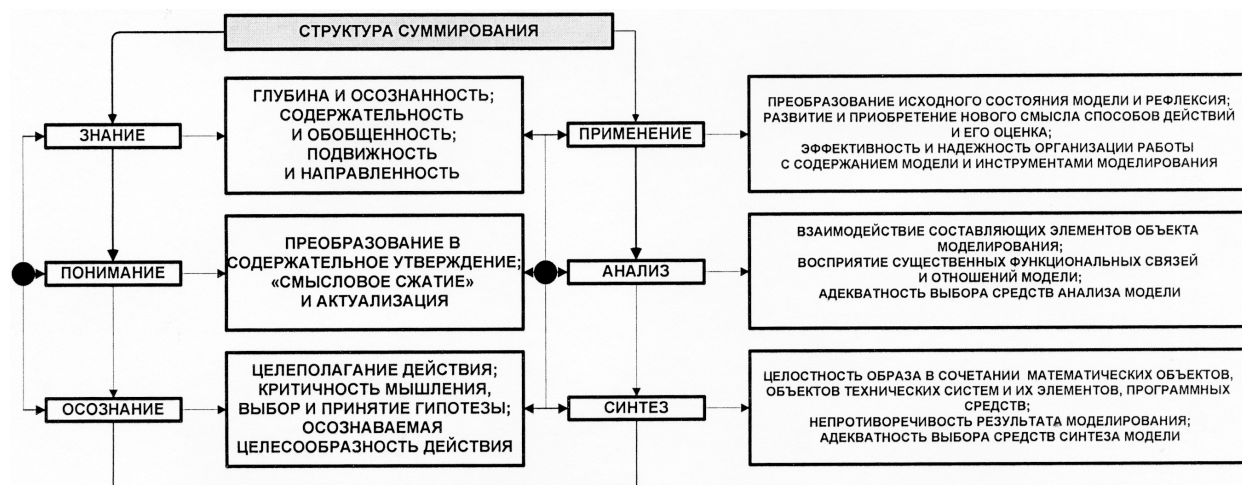 СТРУКТУРА СУММИРОВАНИЯ
ЗНАНИЕ
ГЛУБИНА И ОСОЗНАННОСТЬ;
СОДЕРЖАТЕЛЬНОСТЬ
И ОБОБЩЕННОСТЬ;
ПОДВИЖНОСТЬ
И НАПРАВЛЕННОСТЬ
ПРИМЕНЕНИЕ
ПРЕОБРАЗОВАНИЕ ИСХОДНОГО СОСТОЯНИЯ МОДЕЛИ И РЕФЛЕКСИЯ;
РАЗВИТИЕ И ПРИОБРЕТЕНИЕ НОВОГО СМЫСЛА СПОСОБОВ ДЕЙСТВИЙ
И ЕГО ОЦЕНКА;
ЭФФЕКТИВНОСТЬ И НАДЕЖНОСТЬ ОРГАНИЗАЦИИ РАБОТЫ
С СОДЕРЖАНИЕМ МОДЕЛИ И ИНСТРУМЕНТАМИ МОДЕЛИРОВАНИЯ
ПОНИМАНИЕ
ПРЕОБРАЗОВАНИЕ В
СОДЕРЖАТЕЛЬНОЕ УТВЕРЖДЕНИЕ;
«СМЫСЛОВОЕ СЖАТИЕ»
И АКТУАЛИЗАЦИЯ
АНАЛИЗ
ВЗАИМОДЕЙСТВИЕ СОСТАВЛЯЮЩИХ ЭЛЕМЕНТОВ ОБЪЕКТА
МОДЕЛИРОВАНИЯ;
ВОСПРИЯТИЕ СУЩЕСТВЕННЫХ ФУНКЦИОНАЛЬНЫХ СВЯЗЕЙ
И ОТНОШЕНИЙ МОДЕЛИ;
АДЕКВАТНОСТЬ ВЫБОРА СРЕДСТВ АНАЛИЗА МОДЕЛИ
ОСОЗНАНИЕ
ЦЕЛЕПОЛАГАНИЕ ДЕЙСТВИЯ;
КРИТИЧНОСТЬ МЫШЛЕНИЯ,
ВЫБОР И ПРИНЯТИЕ ГИПОТЕЗЫ;
ОСОЗНАВАЕМАЯ
ЦЕЛЕСООБРАЗНОСТЬ ДЕЙСТВИЯ
СИНТЕЗ
ЦЕЛОСТНОСТЬ ОБРАЗА В СОЧЕТАНИИ МАТЕМАТИЧЕСКИХ ОБЪЕКТОВ,
ОБЪЕКТОВ ТЕХНИЧЕСКИХ СИСТЕМ И ИХ ЭЛЕМЕНТОВ, ПРОГРАММНЫХ
СРЕДСТВ;
НЕПРОТИВОРЕЧИВОСТЬ РЕЗУЛЬТАТА МОДЕЛИРОВАНИЯ;
АДЕКВАТНОСТЬ ВЫБОРА СРЕДСТВ СИНТЕЗА МОДЕЛИ